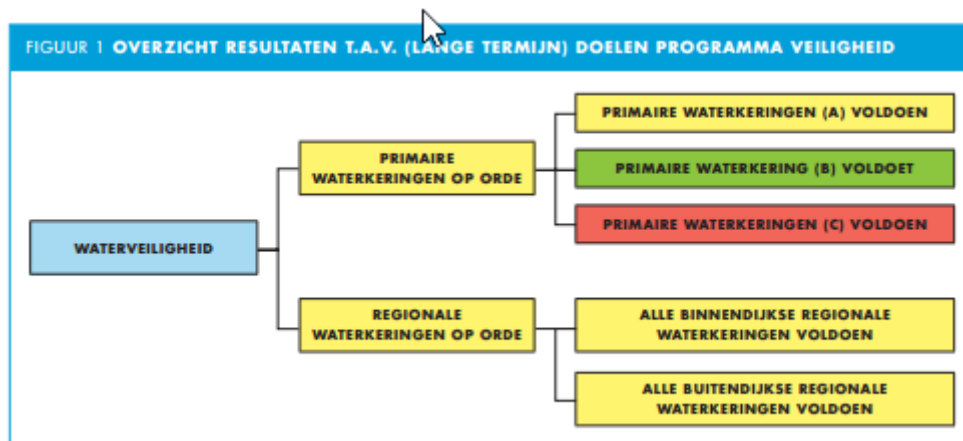 FIGUUR 1 OVERZICHT RESULTATEN T.A.V. (LANGE TERMIJN) DOELEN PROGRAMMA VEILIGHEID
PRIMAIRE WATERKERINGEN (A) VOLDOEN
PRIMAIRE
WATERKERINGEN OP ORDE
PRIMAIRE WATERKERING (B) VOLDOET
PRIMAIRE WATERKERINGEN (C) VOLDOEN
WATERVEILIGHEID
REGIONALE
WATERKERINGEN OP ORDE
ALLE BINNENDIJKSE REGIONALE
WATERKERINGEN VOLDOEN
ALLE BUITENDIJKSE REGIONALE
WATERKERINGEN VOLDOEN